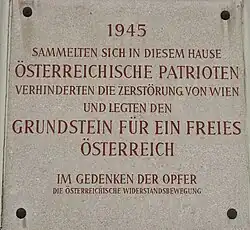 1945
SAMMELTEN SICH IN DIESEM HAUSE
ÖSTERREICHISCHE PATRIOTEN
VERHINDERTEN DIE ZERSTÖRUNG VON WIEN
UND LEGTEN DEN
GRUNDSTEIN FÜR EIN FREIES
ÖSTERREICH
IM GEDENKEN DER OPFER
DIE ÖSTERREICHISCHE WIDERSTANDSBEWEGUNG